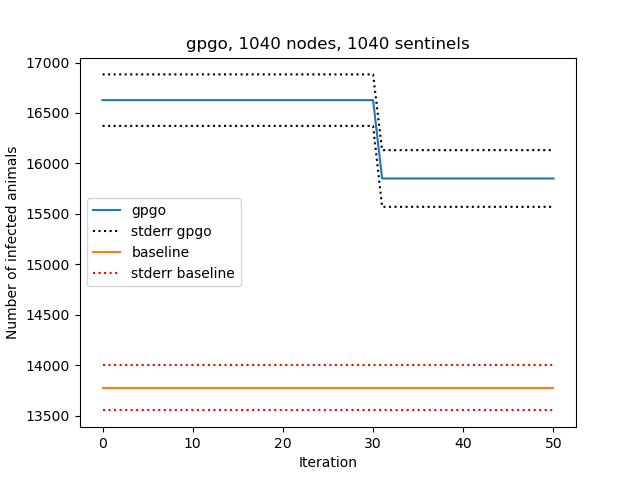 gpgo, 1040 nodes, 1040 sentinels
Number of infected animals
17000
16500
16000
15500
15000
14500
14000
13500
gpgo
stderr gpgo
baseline
stderr baseline
0 10 20 30 40 50
Iteration